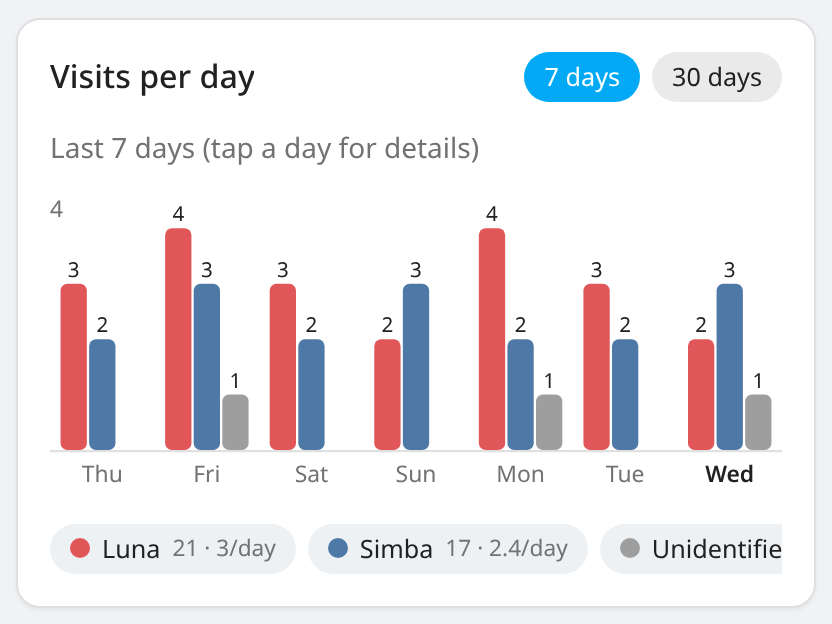 Visits per day
7 days
30 days
Last 7 days (tap a day for details)
4
3 2
4 3 1
3 2
2 3
4 2 1
3 2
2 3 1
Thu Fri Sat Sun Mon Tue Wed
Luna 21 · 3/day
Simba 17 · 2.4/day
Unidentifie